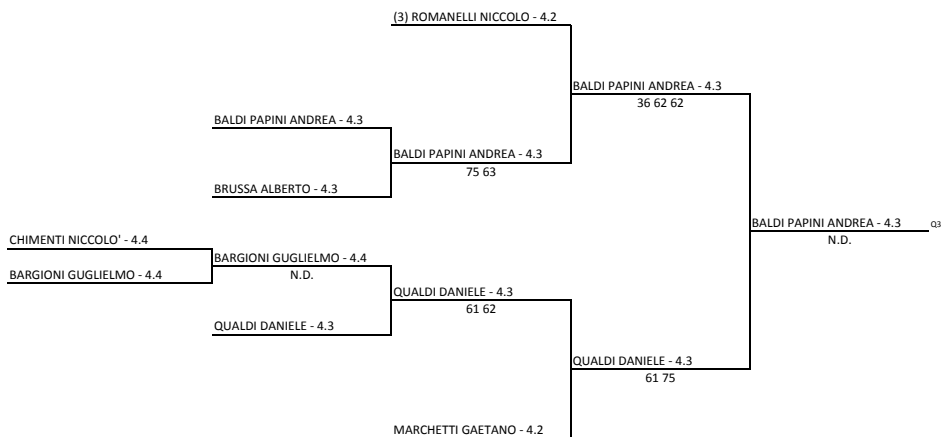 (3) ROMANELLI NICCOLO - 4.2
BALDI PAPINI ANDREA - 4.3
36 62 62
BALDI PAPINI ANDREA - 4.3
BALDI PAPINI ANDREA - 4.3
75 63
BRUSSA ALBERTO - 4.3
BALDI PAPINI ANDREA - 4.3 Q3
N.D.
CHIMENTI NICCOLO' - 4.4
BARGIONI GUGLIELMO - 4.4
N.D.
BARGIONI GUGLIELMO - 4.4
QUALDI DANIELE - 4.3
61 62
QUALDI DANIELE - 4.3
QUALDI DANIELE - 4.3
61 75
MARCHETTI GAETANO - 4.2